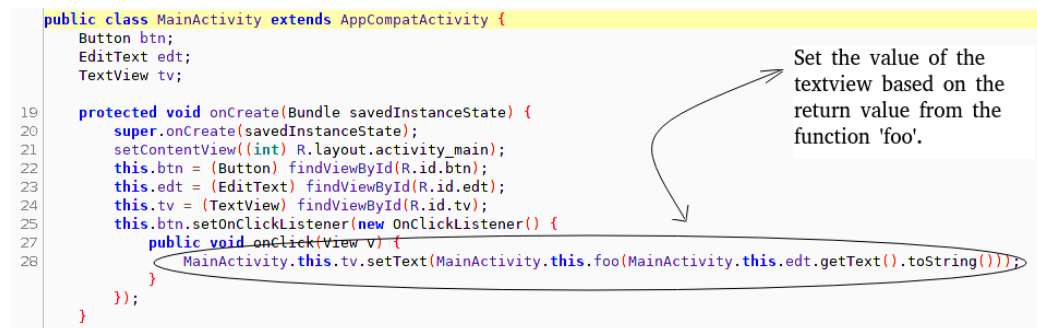 public class MainActivity extends AppCompatActivity {
Button btn;
EditText edt;
TextView tv;
19 protected void onCreate(Bundle savedInstanceState) {
20 super.onCreate(savedInstanceState);
21 setContentView((int) R.layout.activity_main);
22 this.btn = (Button) findViewById(R.id.btn);
23 this.edt = (EditText) findViewById(R.id.edt);
24 this.tv = (TextView) findViewById(R.id.tv);
25 this.btn.setOnClickListener(new OnClickListener() {
27 public void onClick(View v) {
28 MainActivity.this.tv.setText(MainActivity.this.foo(MainActivity.this.edt.getText().toString()));
}
});
}
Set the value of the
textview based on the
return value from the
function 'foo'.